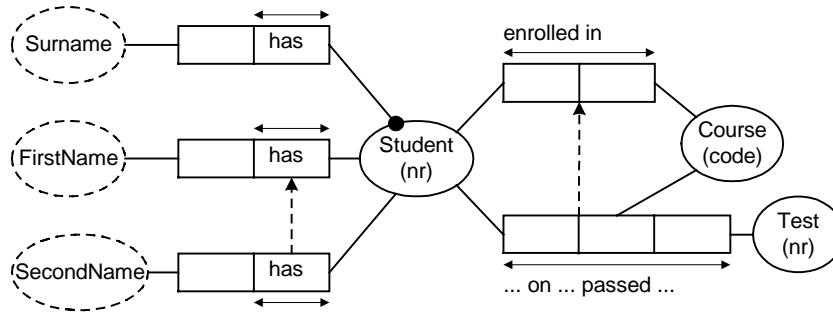 Surname
has
enrolled in
FirstName
has
Student
(nr)
Course
(code)
SecondName
has
Test
(nr)
... on ... passed ...